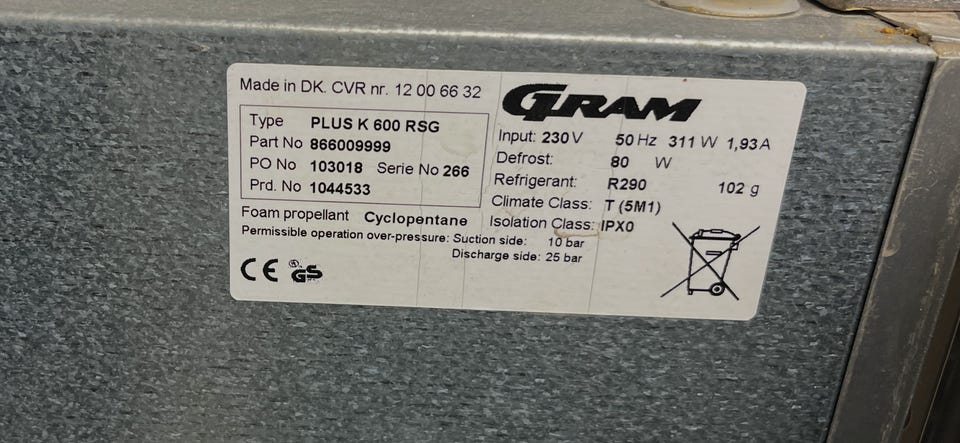 Made in DK. CVR nr. 12 00 66 32
Type PLUS K 600 RSG
Part No 866009999
PO No 103018 Serie No 266
Prd. No 1044533
Foam propellant Cyclopentane
Permissible operation over-pressure: Suction side: 10 bar
Discharge side: 25 bar
CE GS
GRAM
Input: 230 V 50 Hz 311 W 1,93 A
Defrost: 80 W
Refrigerant: R290 102 g
Climate Class: T (5M1)
Isolation Class: IPX0